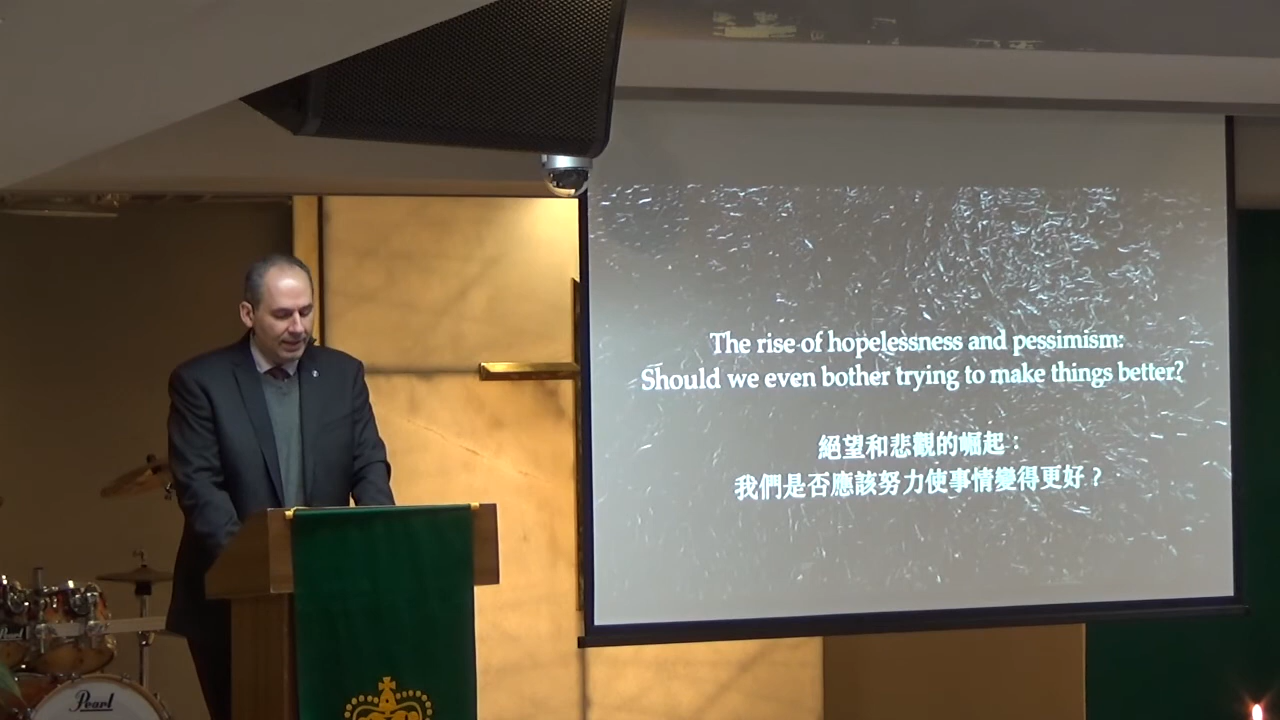 The rise of hopelessness and pessimism:
Should we even bother trying to make things better?
絕望和悲觀的崛起：
我們是否應該努力使事情變得更好？
Pearl
Pearl